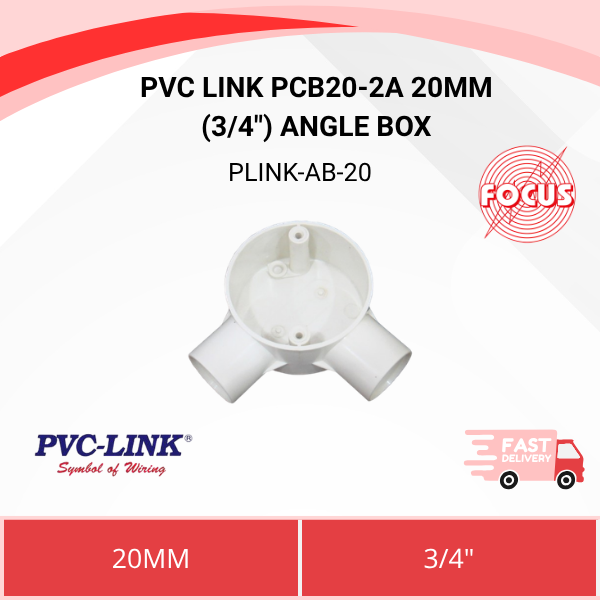 PVC LINK PCB20-2A 20MM
(3/4") ANGLE BOX
PLINK-AB-20
FOCUS
PVC-LINK®
Symbol of Wiring
FAST
DELIVERY
20MM
3/4"